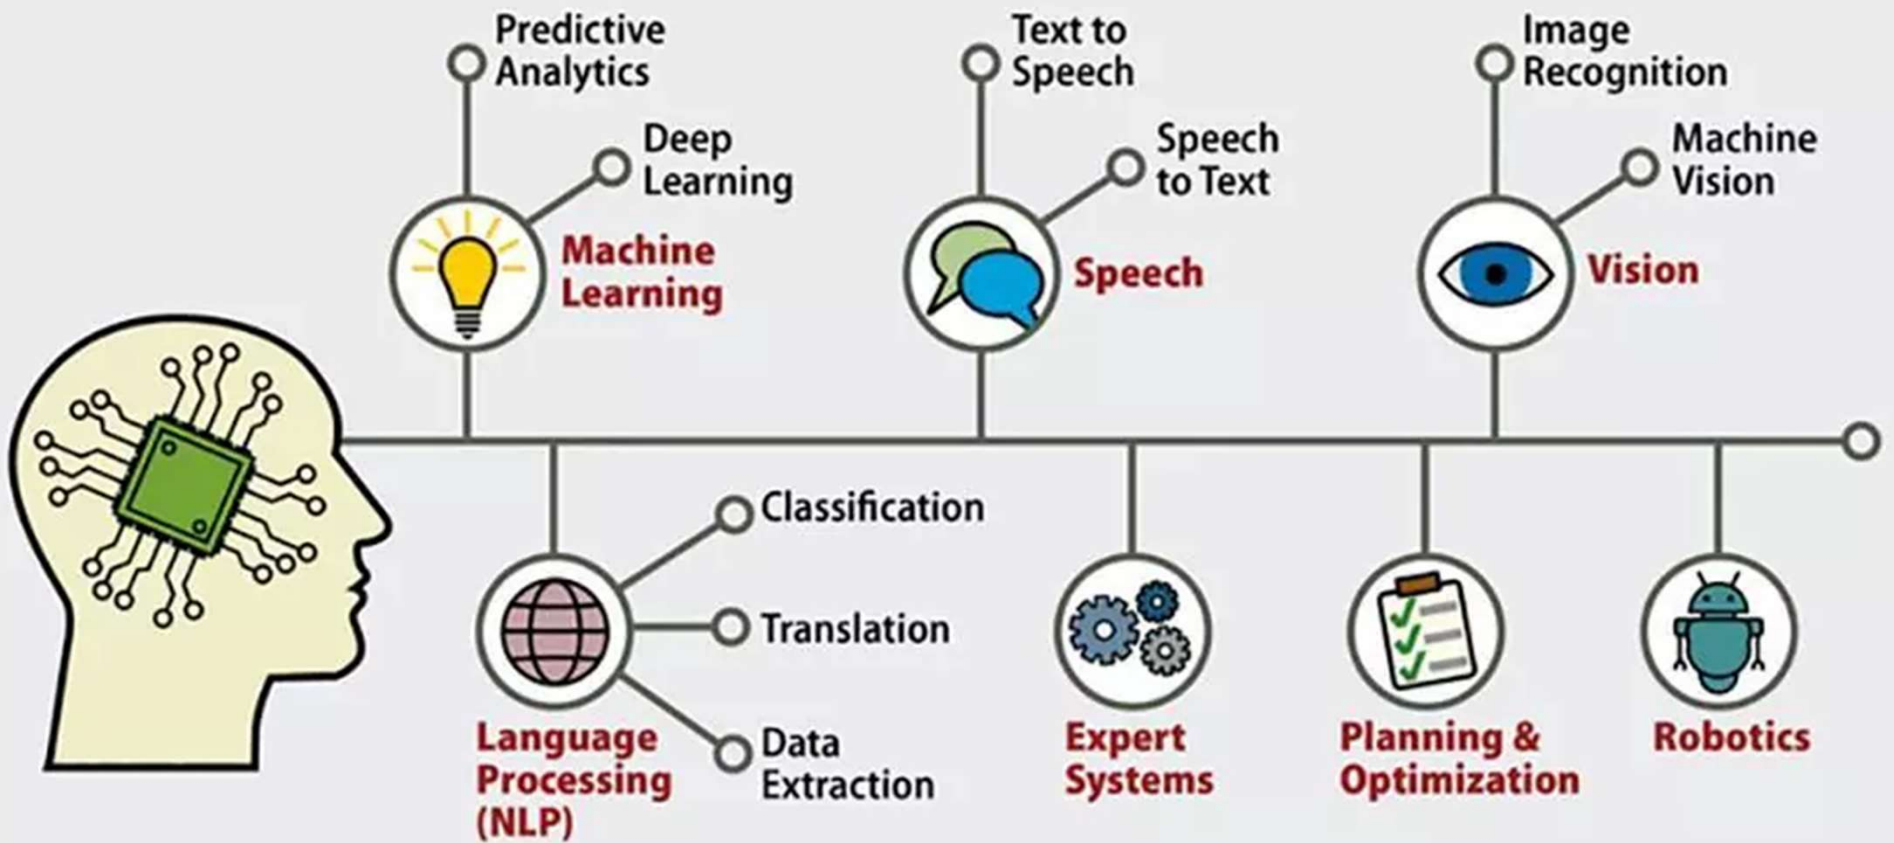 Predictive
Analytics
Deep
Learning
Machine
Learning
Text to
Speech
Speech
to Text
Speech
Image
Recognition
Machine
Vision
Vision
Classification
Translation
Data
Extraction
Language
Processing
(NLP)
Expert
Systems
Planning &
Optimization
Robotics